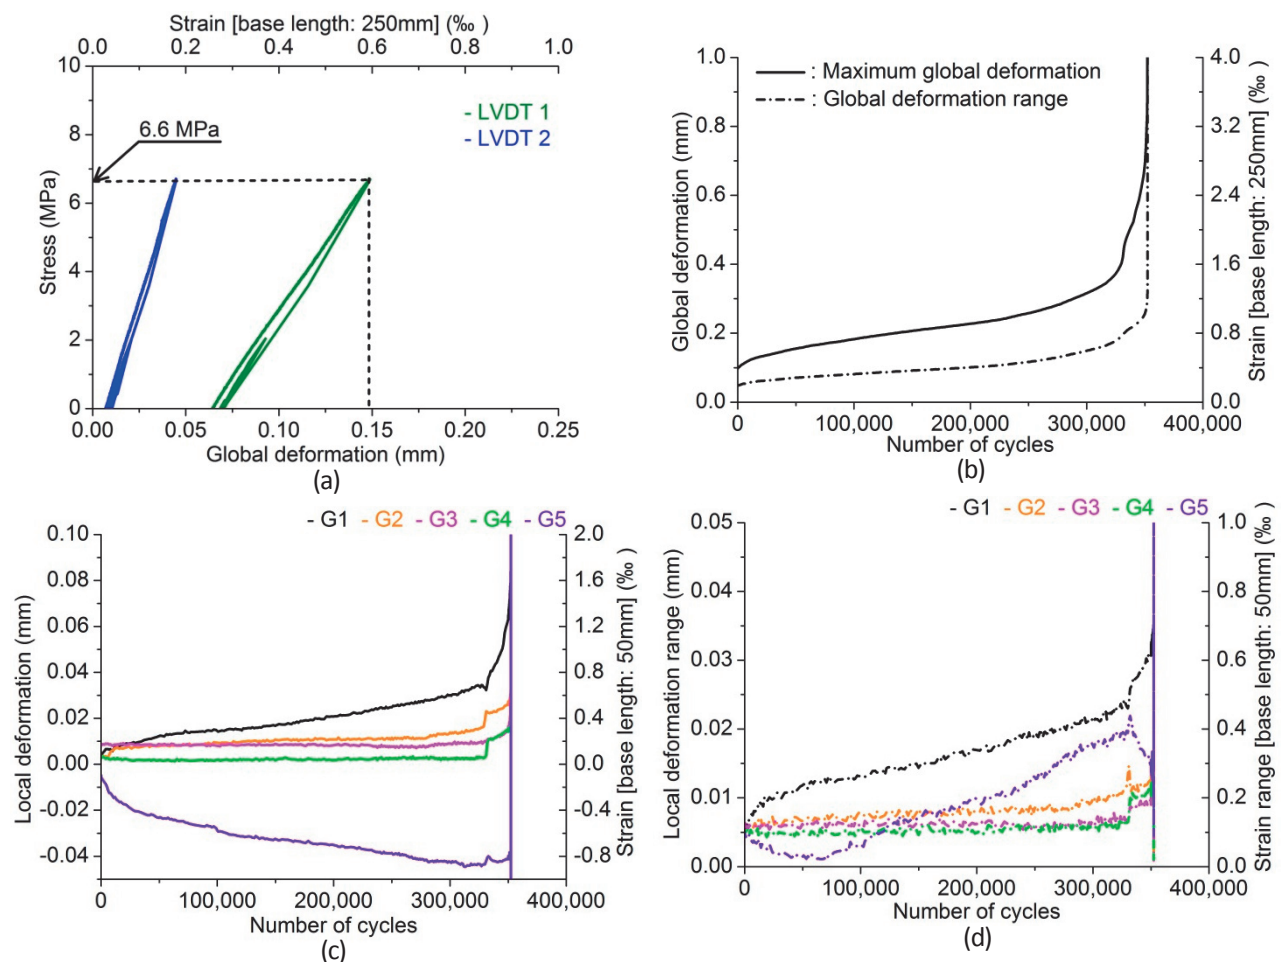 Strain [base length: 250mm] (‰ )
0.0 0.2 0.4 0.6 0.8 1.0
10
8
6
4
2
0
Stress (MPa)
6.6 MPa
- LVDT 1
- LVDT 2
0.00 0.05 0.10 0.15 0.20 0.25
Global deformation (mm)
(a)
1.0
0.8
0.6
0.4
0.2
0.0
Global deformation (mm)
: Maximum global deformation
: Global deformation range
4.0
3.2
2.4
1.6
0.8
0.0
Strain [base length: 250mm] (‰ )
0 100,000 200,000 300,000 400,000
Number of cycles
(b)
- G1 - G2 - G3 - G4 - G5
0.10
0.08
0.06
0.04
0.02
0.00
-0.02
-0.04
Local deformation (mm)
2.0
1.6
1.2
0.8
0.4
0.0
-0.4
-0.8
Strain [base length: 50mm] (‰ )
0 100,000 200,000 300,000 400,000
Number of cycles
(c)
- G1 - G2 - G3 - G4 - G5
0.05
0.04
0.03
0.02
0.01
0.00
Local deformation range (mm)
1.0
0.8
0.6
0.4
0.2
0.0
Strain range [base length: 50mm] (‰ )
0 100,000 200,000 300,000 400,000
Number of cycles
(d)